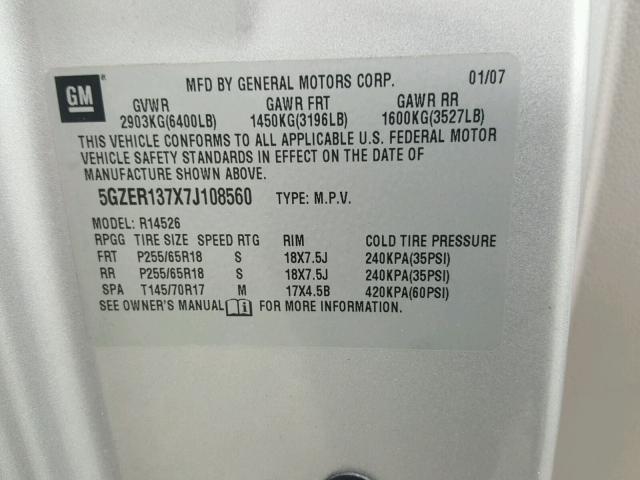 GM ® MFD BY GENERAL MOTORS CORP. 01/07
GVWR GAWR FRT GAWR RR
2903KG(6400LB) 1450KG(3196LB) 1600KG(3527LB)
THIS VEHICLE CONFORMS TO ALL APPLICABLE U.S. FEDERAL MOTOR
VEHICLE SAFETY STANDARDS IN EFFECT ON THE DATE OF
MANUFACTURE SHOWN ABOVE.
5GZER137X7J108560 TYPE: M.P.V.
MODEL: R14526
RPGG TIRE SIZE SPEED RTG RIM COLD TIRE PRESSURE
FRT P255/65R18 S 18X7.5J 240KPA(35PSI)
RR P255/65R18 S 18X7.5J 240KPA(35PSI)
SPA T145/70R17 M 17X4.5B 420KPA(60PSI)
SEE OWNER'S MANUAL FOR MORE INFORMATION.